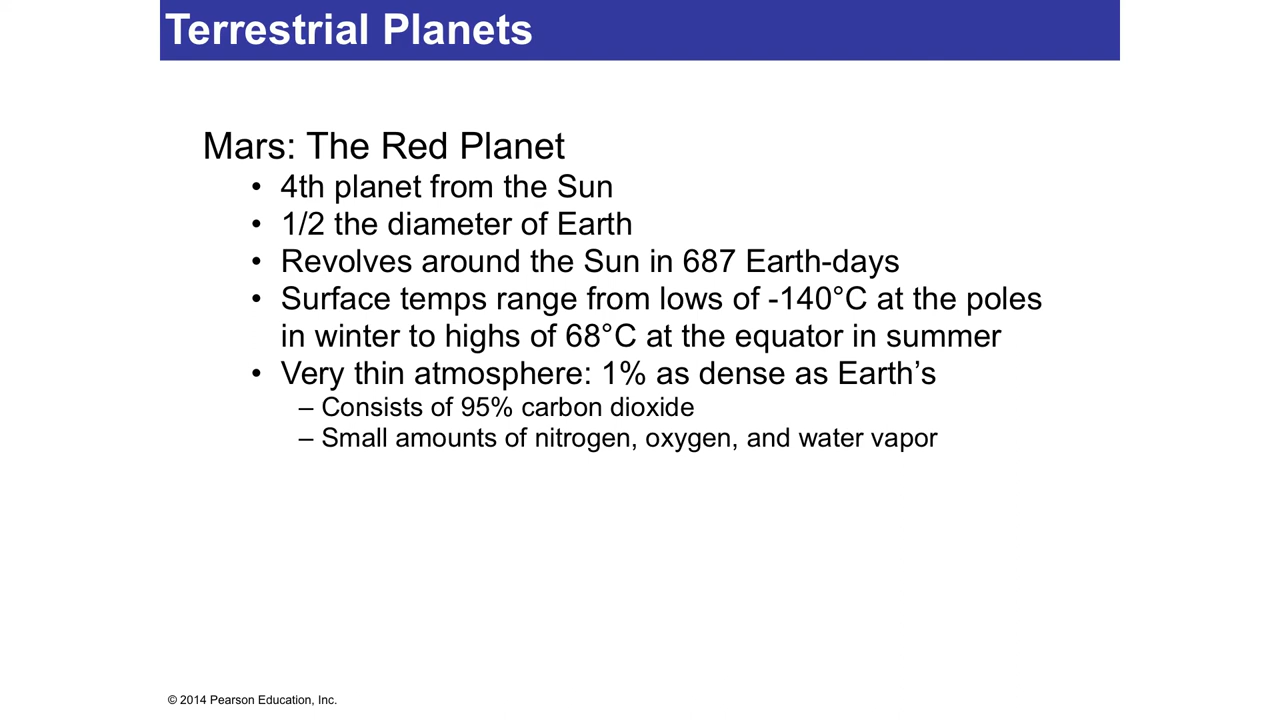 Terrestrial Planets
Mars: The Red Planet
• 4th planet from the Sun
• 1/2 the diameter of Earth
• Revolves around the Sun in 687 Earth-days
• Surface temps range from lows of -140°C at the poles
in winter to highs of 68°C at the equator in summer
• Very thin atmosphere: 1% as dense as Earth’s
– Consists of 95% carbon dioxide
– Small amounts of nitrogen, oxygen, and water vapor
© 2014 Pearson Education, Inc.